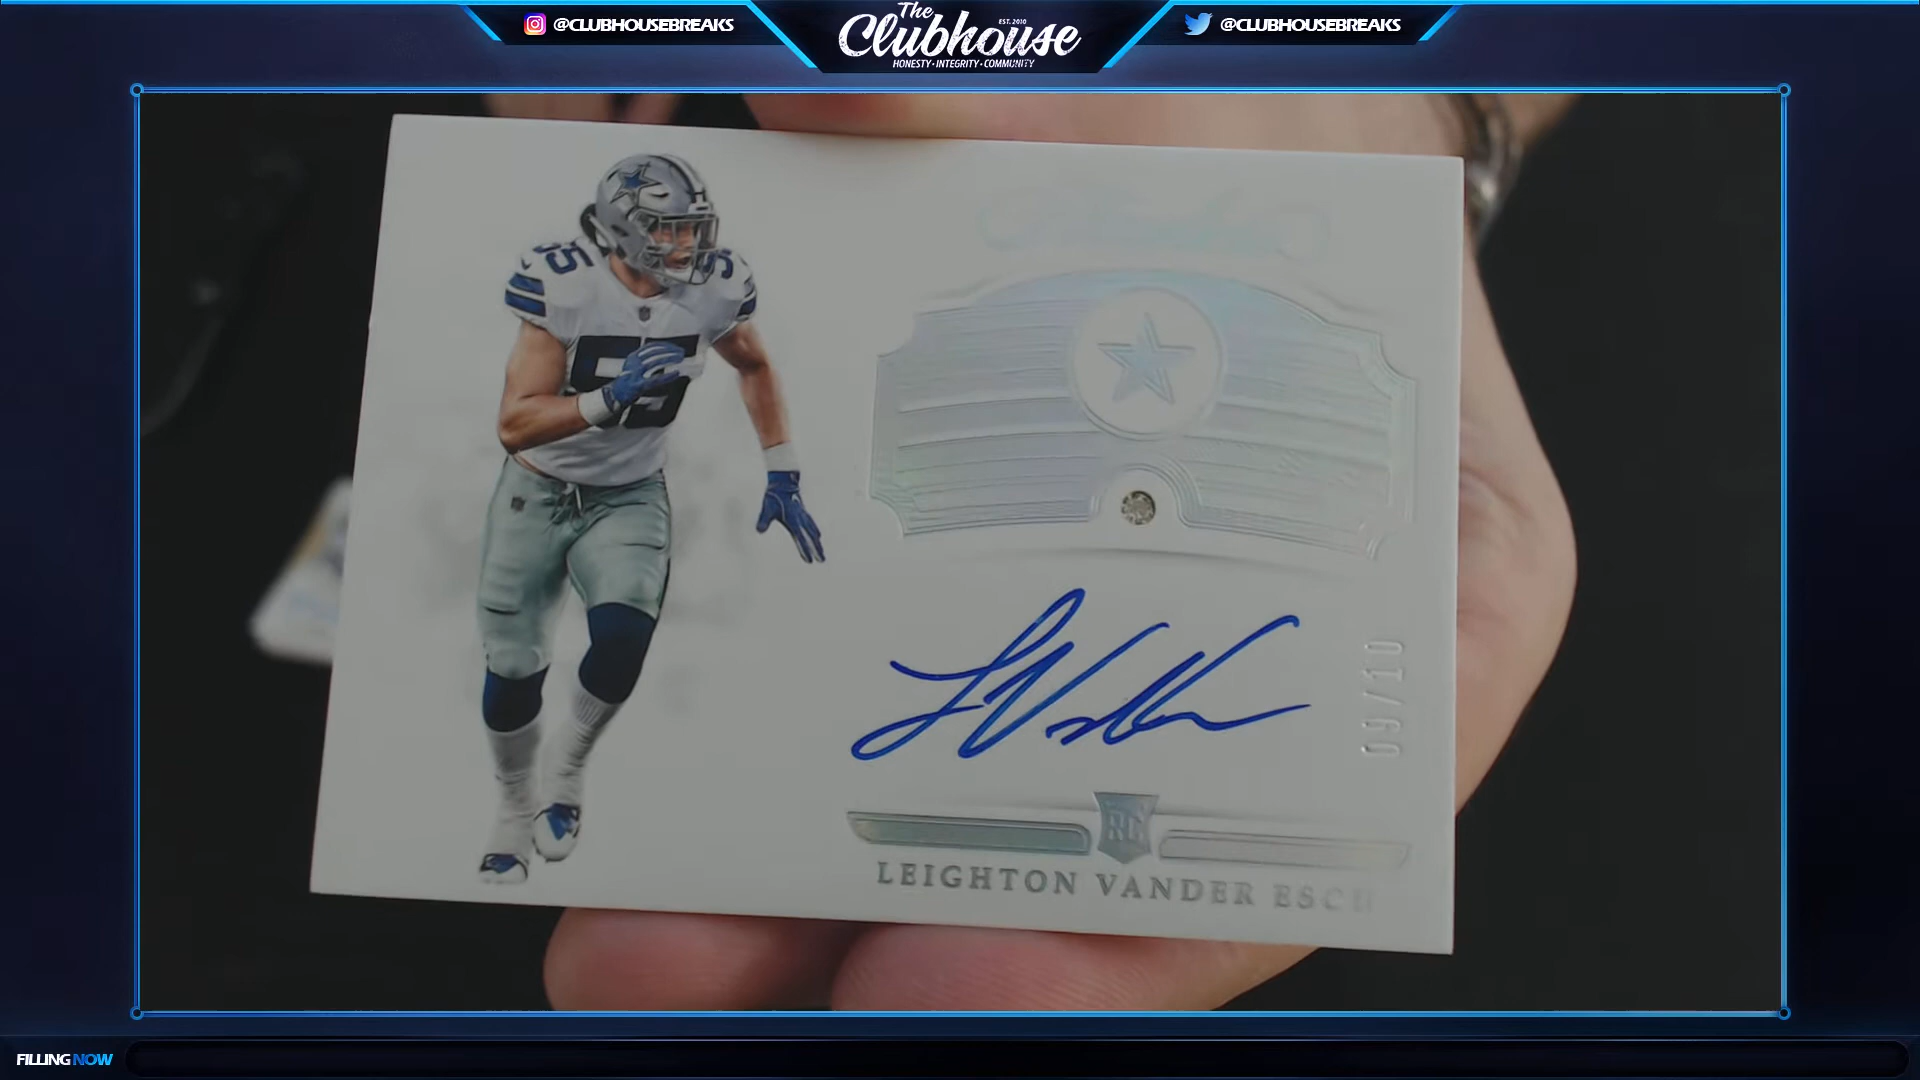 @CLUBHOUSEBREAKS
The
EST. 2010
Clubhouse
HONESTY • INTEGRITY • COMMUNITY
@CLUBHOUSEBREAKS
55
55
09/10
RC
LEIGHTON VANDER ESCH
FILLING NOW